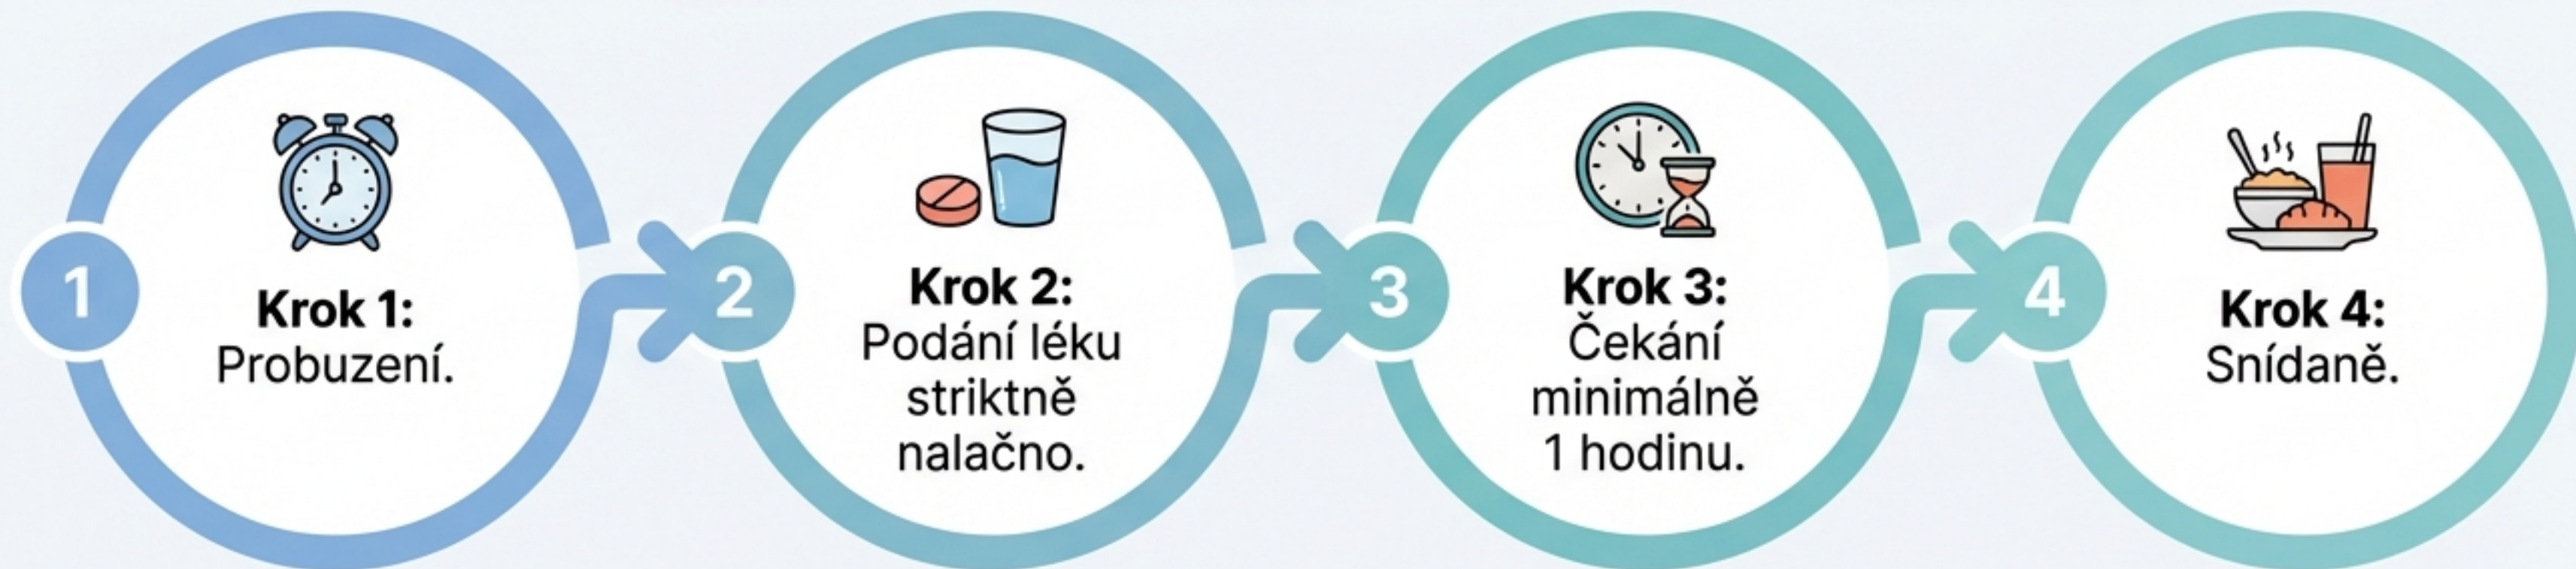 1
Krok 1:
Probuzení.
2
Krok 2:
Podání léku
striktně
nalačno.
3
Krok 3:
Čekání
minimálně
1 hodinu.
4
Krok 4:
Snídaně.